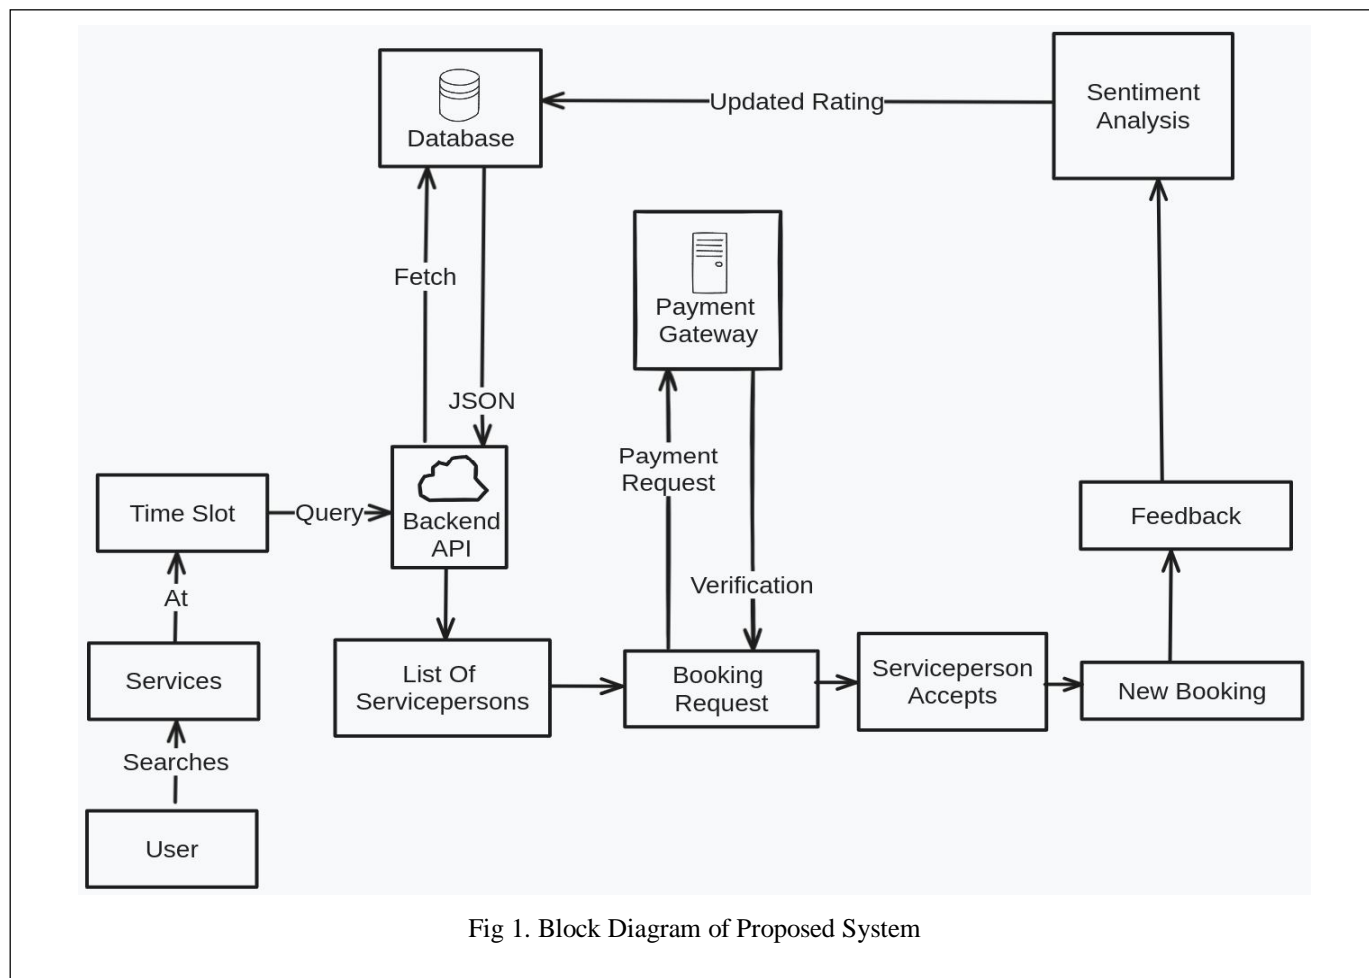 Database
Updated Rating
Sentiment
Analysis
Fetch
JSON
Payment
Gateway
Payment
Request
Verification
Time Slot
Query
Backend
API
Feedback
At
Services
List Of
Servicepersons
Booking
Request
Serviceperson
Accepts
New Booking
Searches
User
Fig 1. Block Diagram of Proposed System